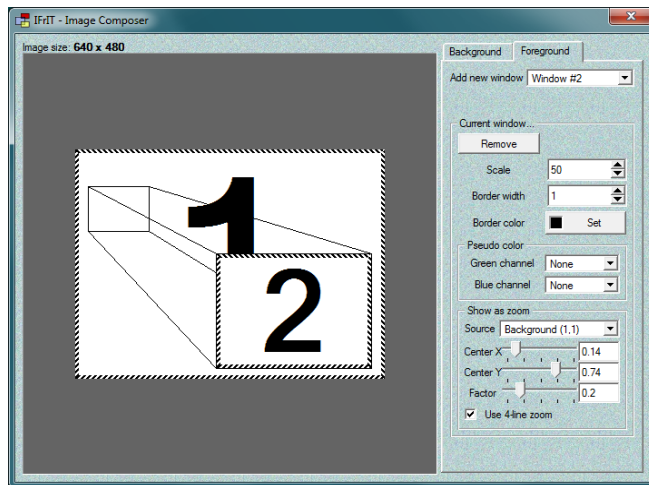 IFrIT - Image Composer
Image size: 640 x 480
Background Foreground
Add new window Window #2
Current window...
Remove
Scale 50
Border width 1
Border color Set
Pseudo color
Green channel None
Blue channel None
Show as zoom
Source Background (1,1)
Center X 0.14
Center Y 0.74
Factor 0.2
Use 4-line zoom
1
2